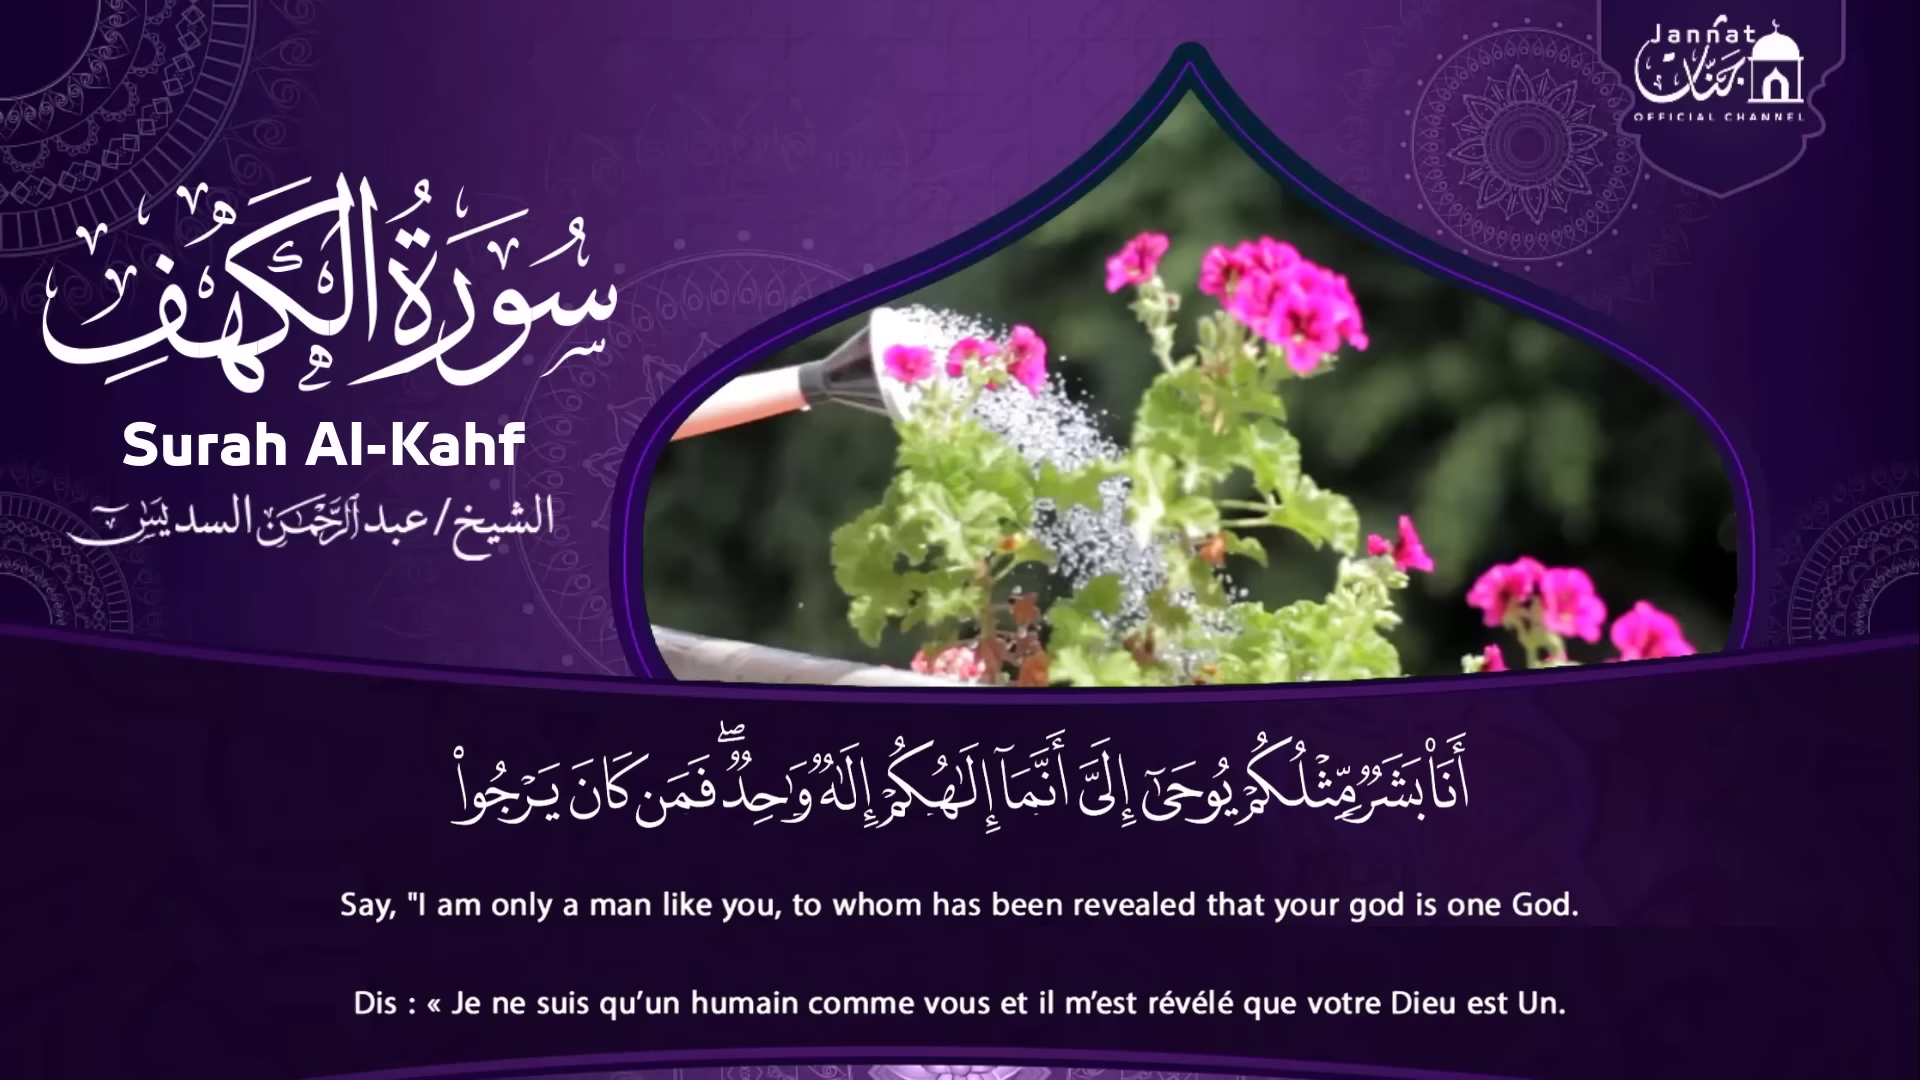 Jannat
جنات
OFFICIAL CHANNEL
سُورَةُ الكَهْفِ
Surah Al-Kahf
الشيخ / عبد الرَّحْمَٰن السديس
أَنَا۠ بَشَرٌ مِّثْلُكُمْ يُوحَىٰٓ إِلَىَّ أَنَّمَآ إِلَٰهُكُمْ إِلَٰهٌ وَٰحِدٌ ۖ فَمَن كَانَ يَرْجُوا۟
Say, "I am only a man like you, to whom has been revealed that your god is one God.
Dis : « Je ne suis qu’un humain comme vous et il m’est révélé que votre Dieu est Un.